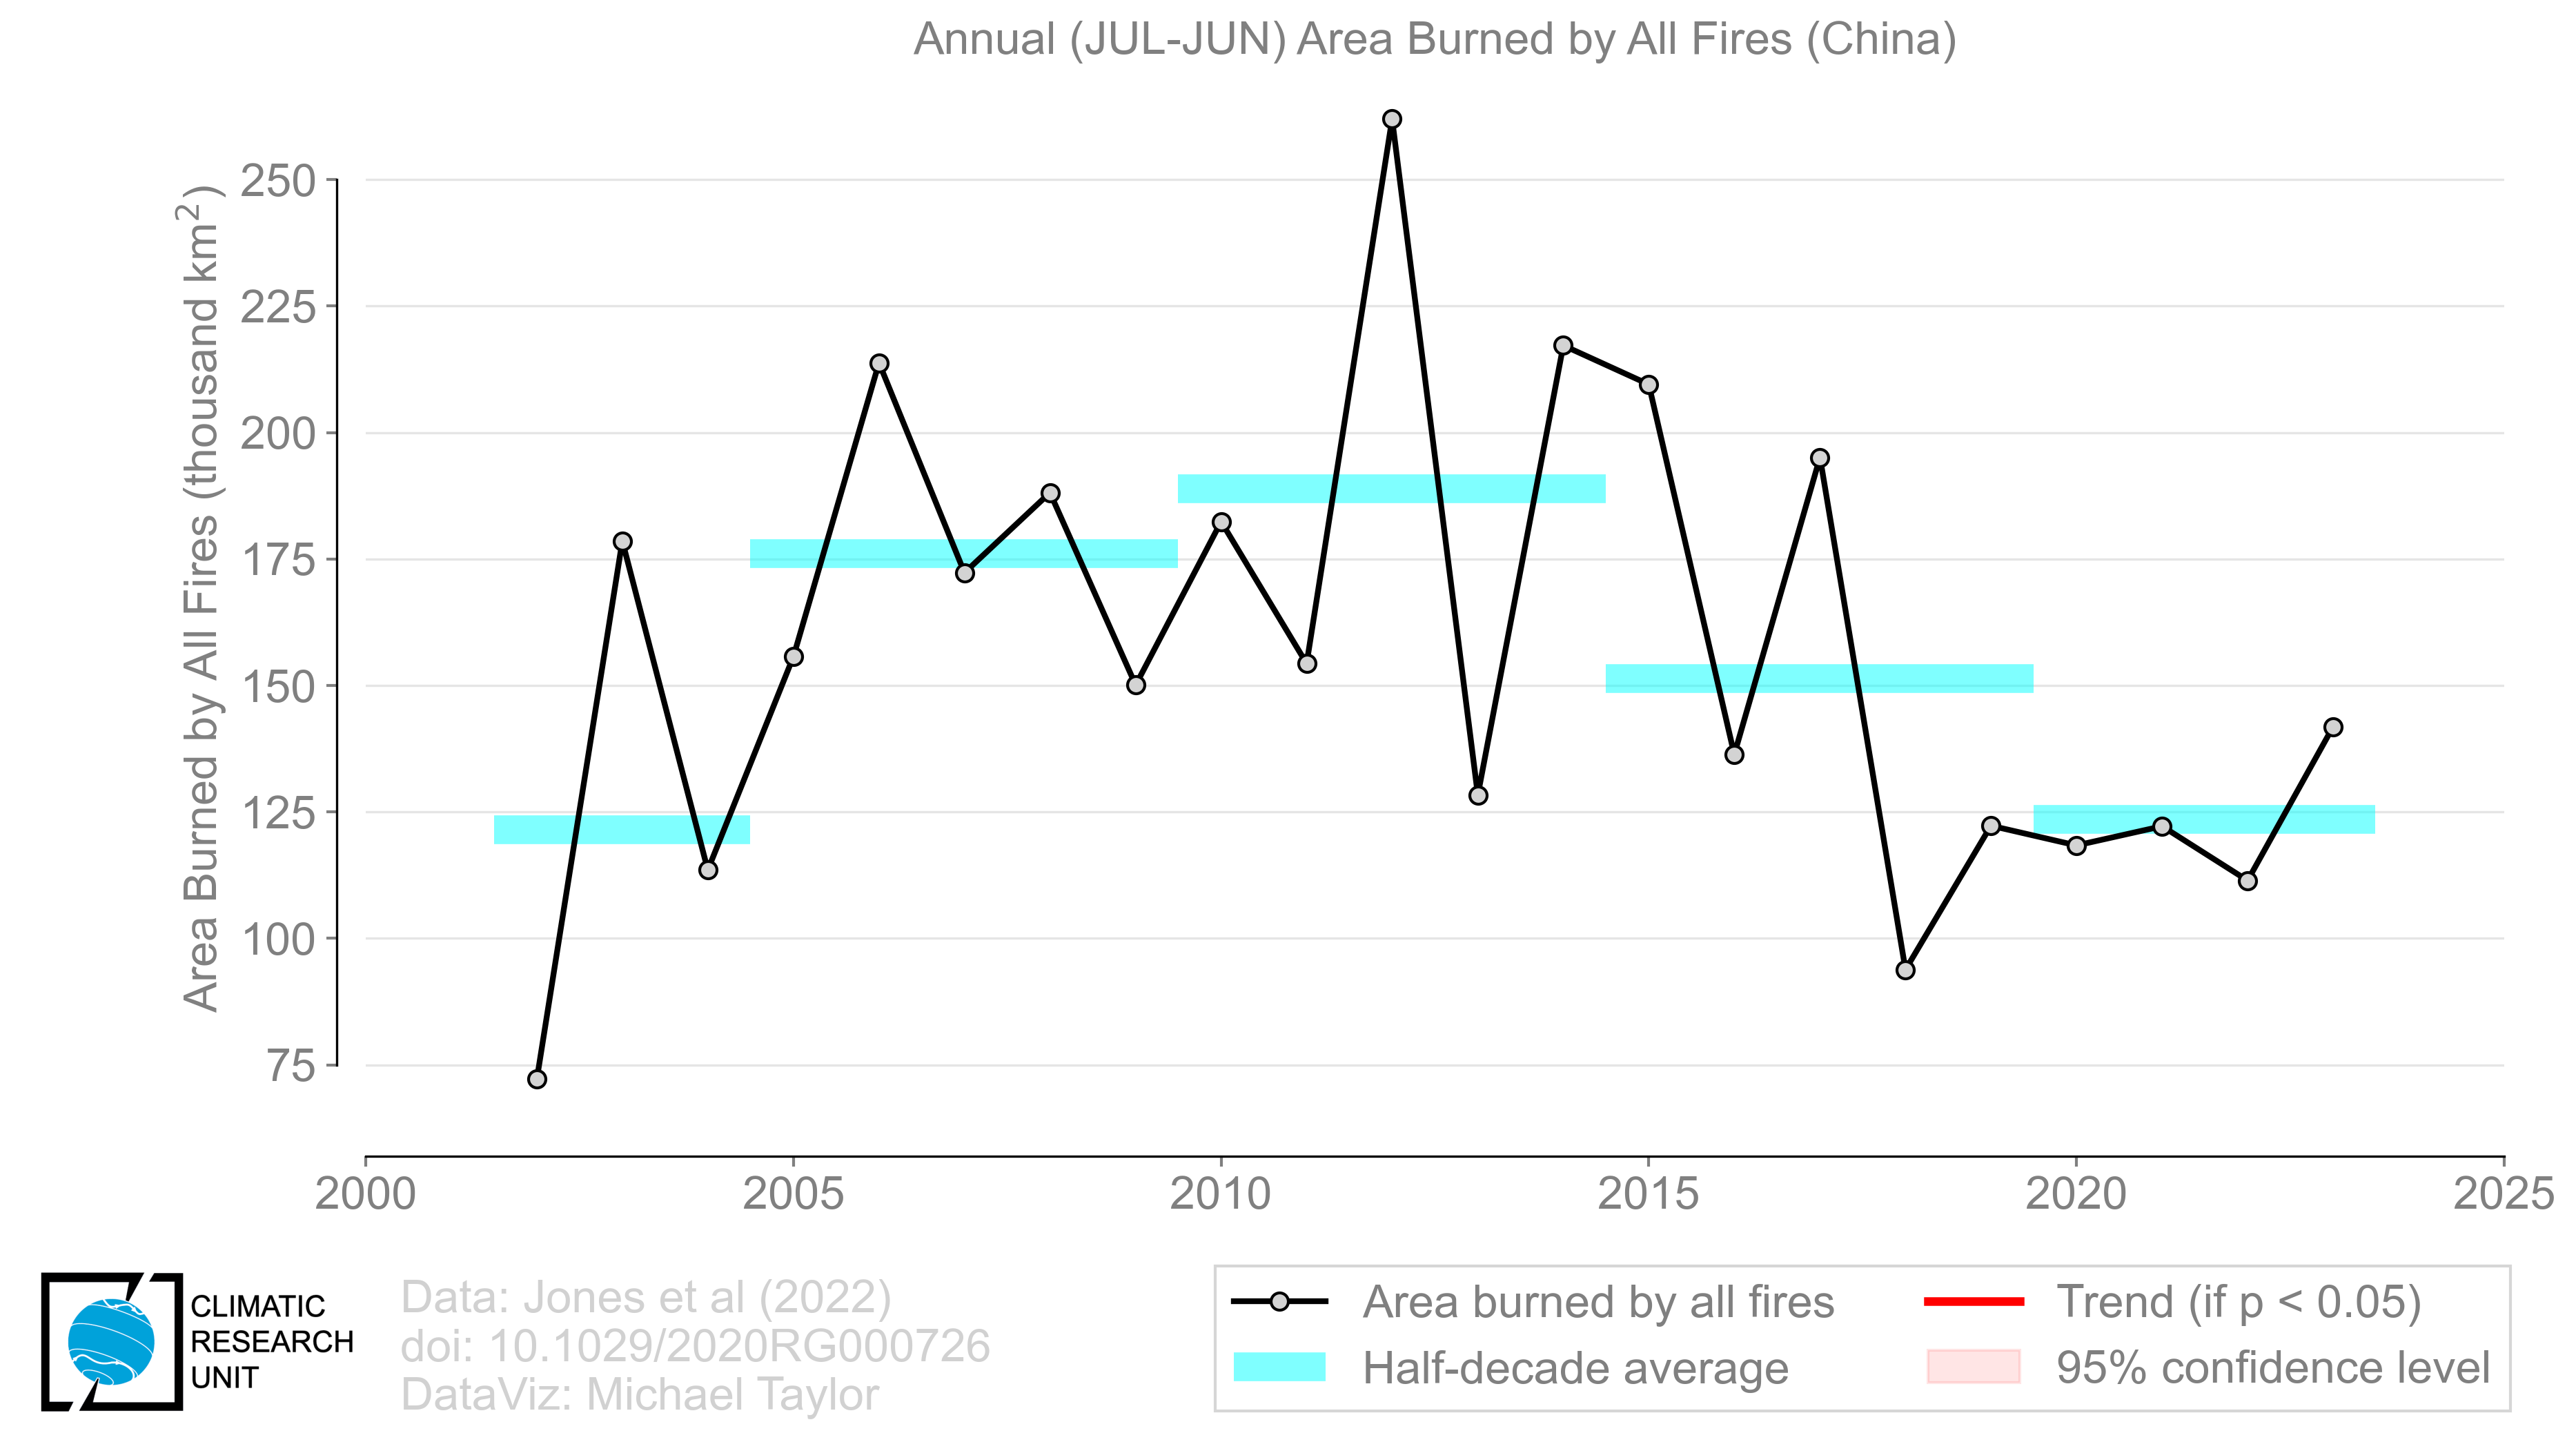 Annual (JUL-JUN) Area Burned by All Fires (China)
Area Burned by All Fires (thousand km²)
250
225
200
175
150
125
100
75
2000
2005
2010
2015
2020
2025
CLIMATIC
RESEARCH
UNIT
Data: Jones et al (2022)
doi: 10.1029/2020RG000726
DataViz: Michael Taylor
Area burned by all fires
Half-decade average
Trend (if p < 0.05)
95% confidence level